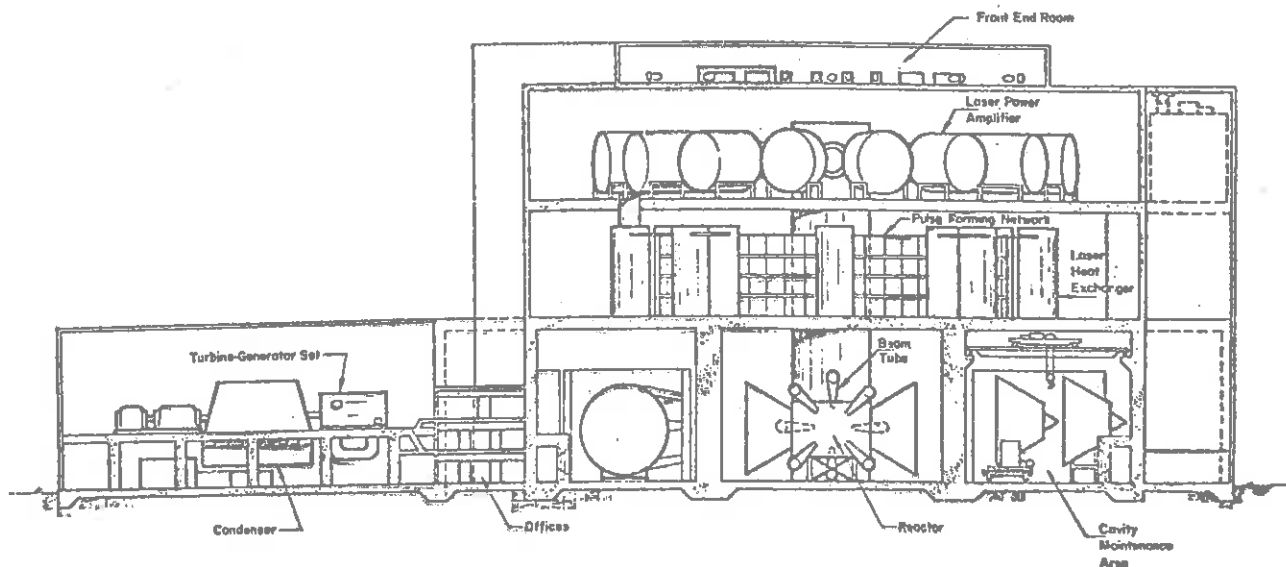 Front End Room
Laser Power
Amplifier
Pulse Forming Network
Laser
Heat
Exchanger
Turbine-Generator Set
Beam
Tube
Condenser
Offices
Reactor
Cavity
Maintenance
Area